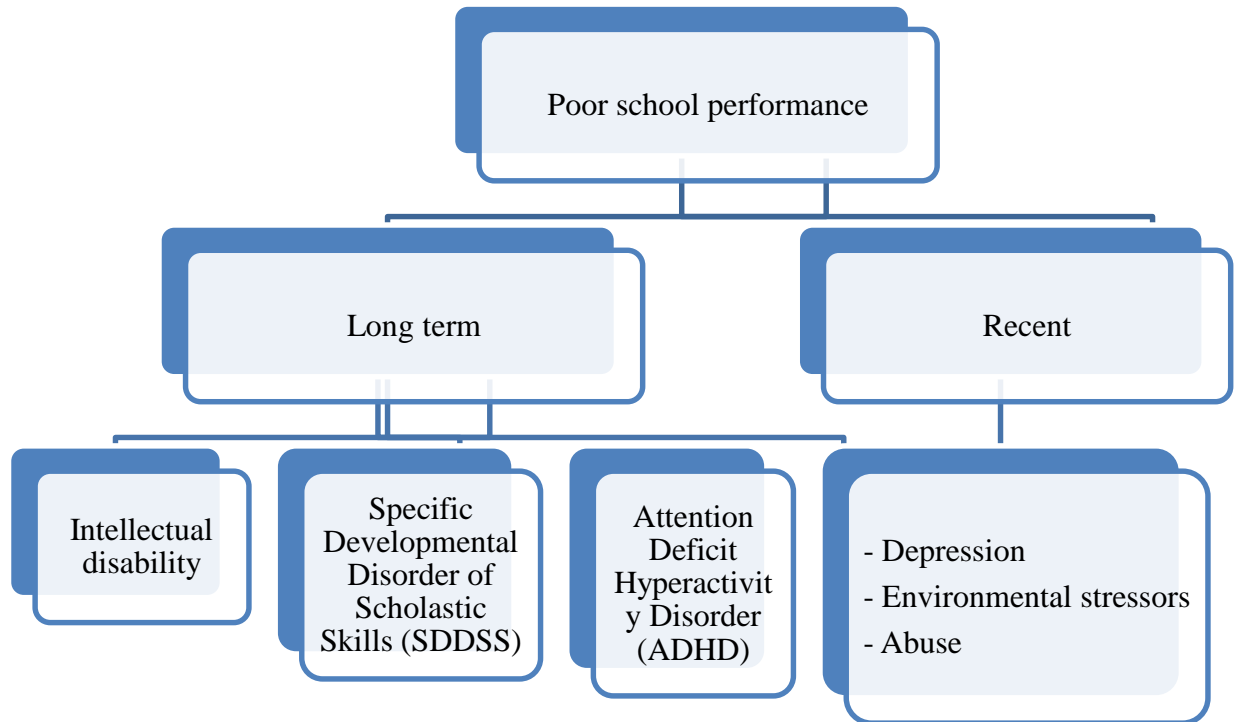 Poor school performance
Long term
Recent
Intellectual
disability
Specific
Developmental
Disorder of
Scholastic
Skills (SDDSS)
Attention
Deficit
Hyperactivit
y Disorder
(ADHD)
- Depression
- Environmental stressors
- Abuse